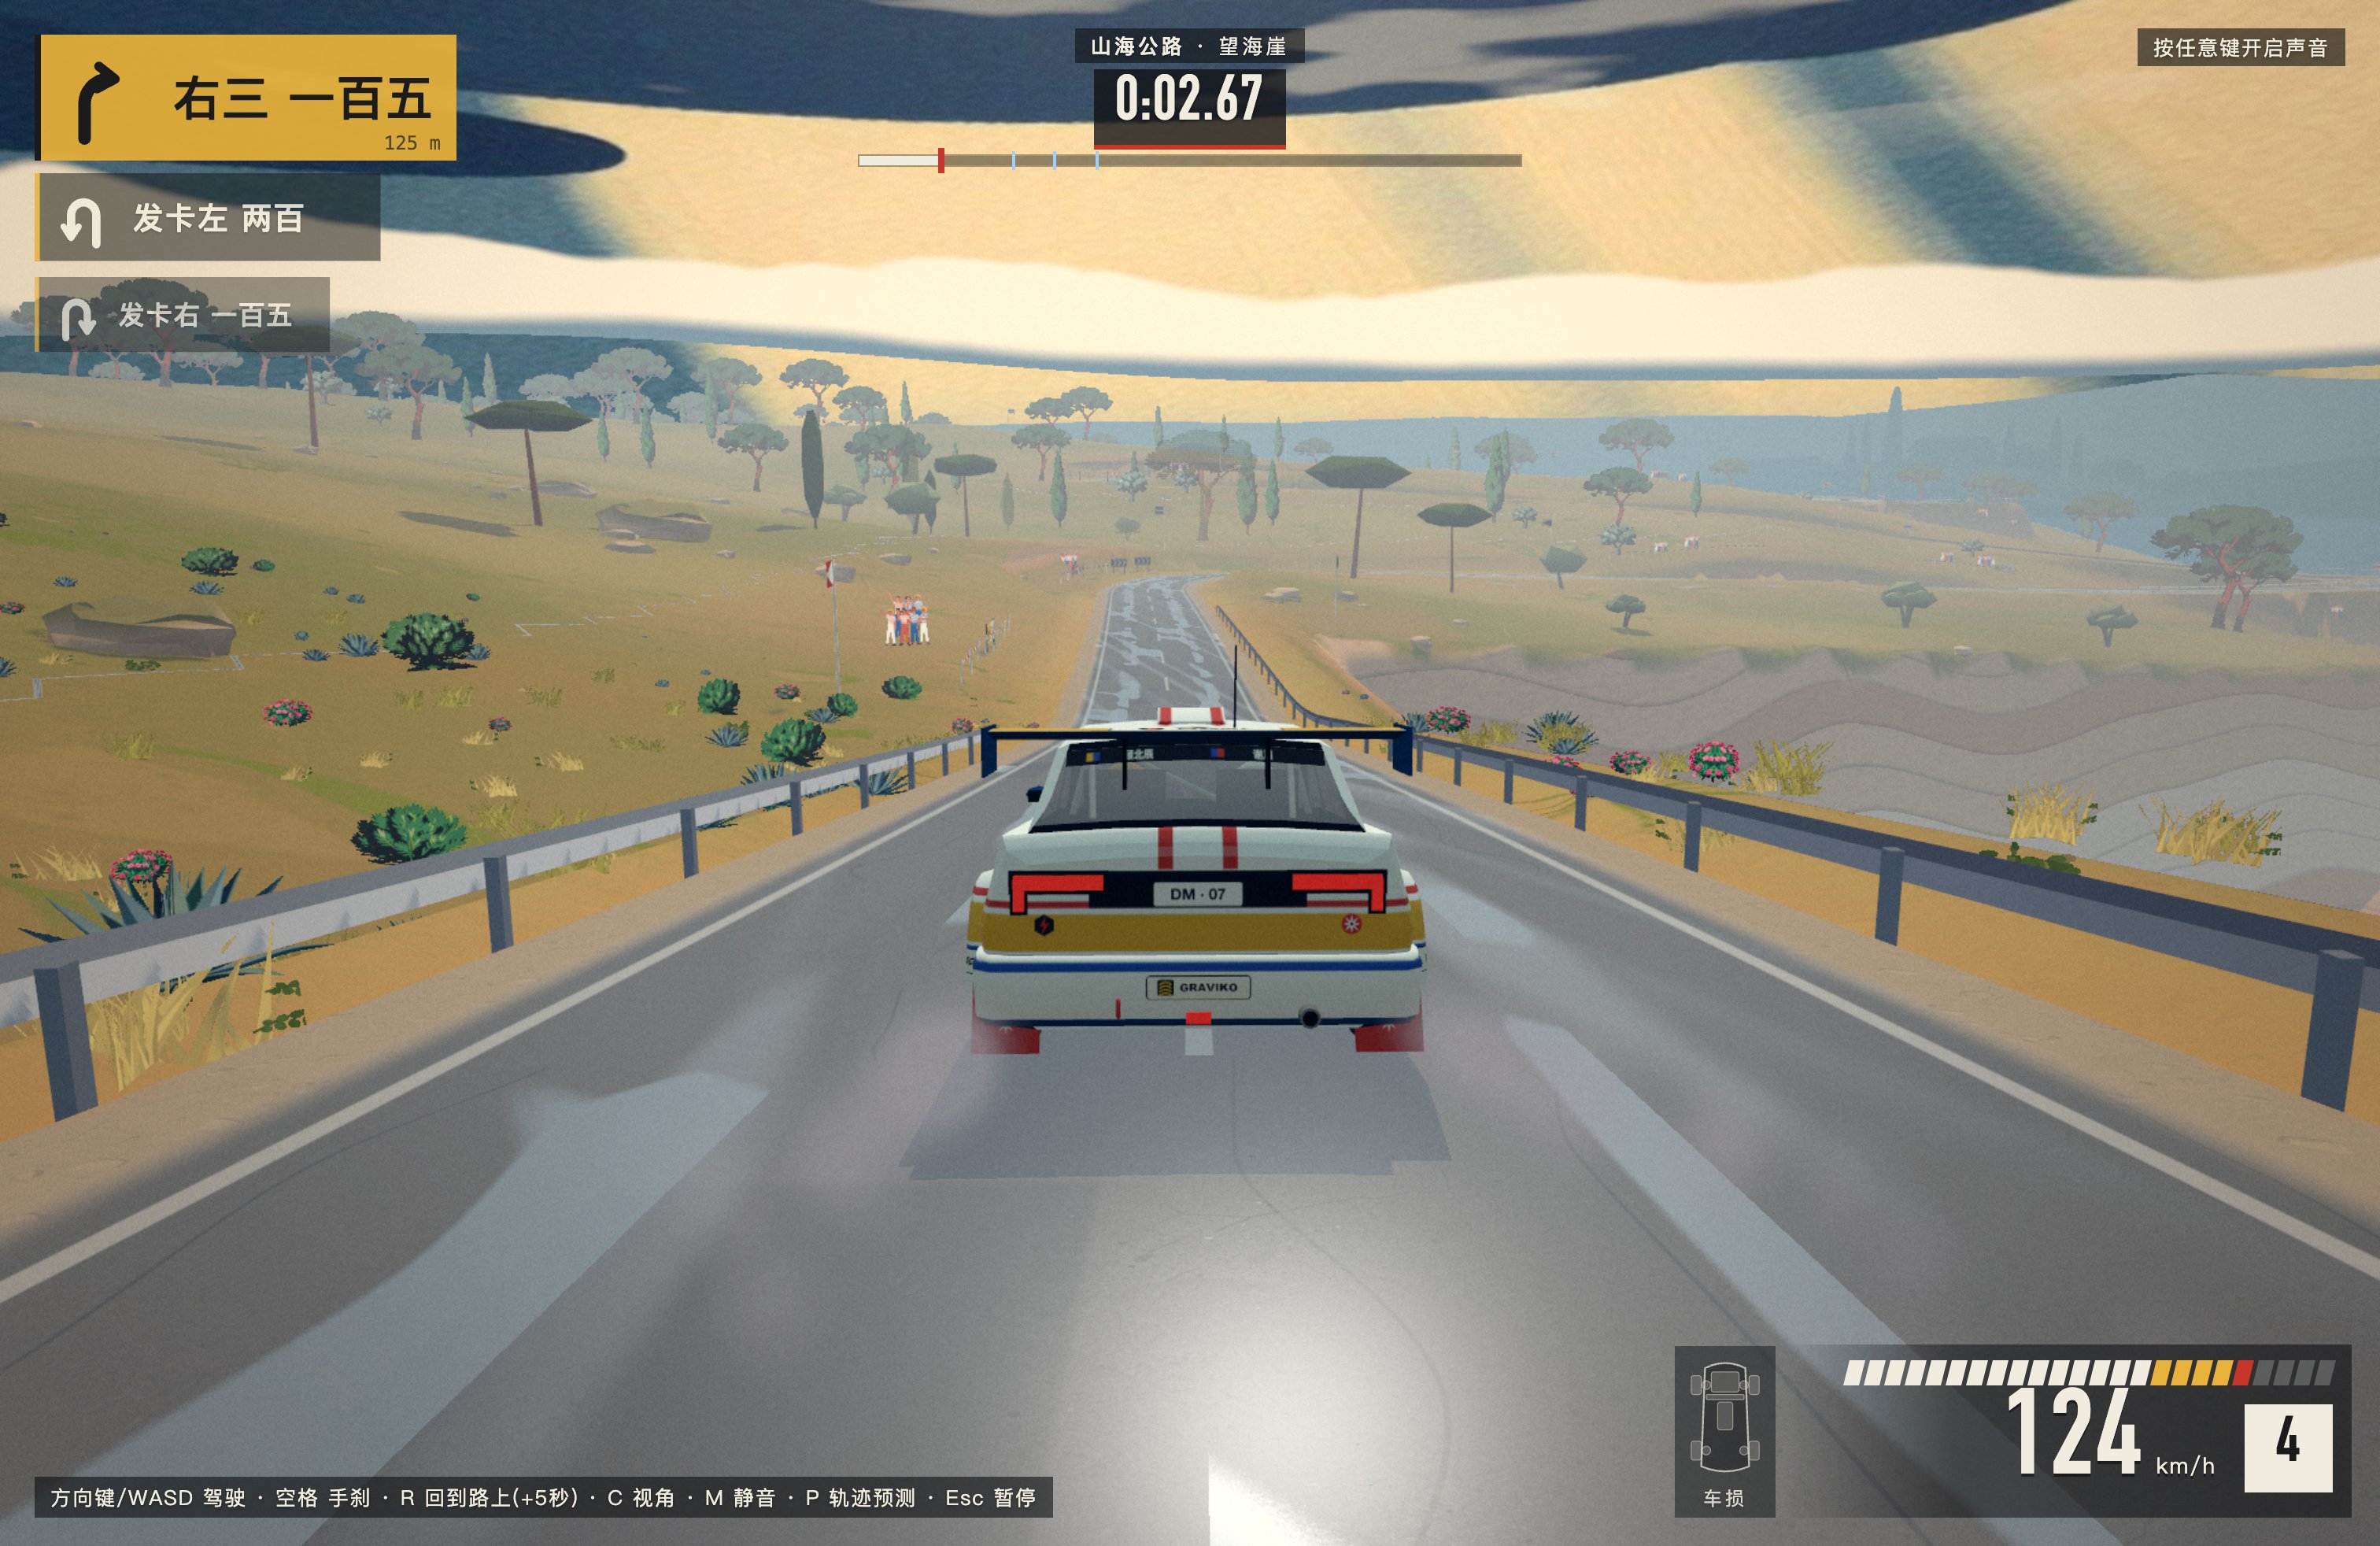 右三 一百五
125 m
发卡左 两百
发卡右 一百五
山海公路 · 望海崖
0:02.67
按任意键开启声音
DM · 07
GRAVIKO
124 km/h
4
车损
方向键/WASD 驾驶 · 空格 手刹 · R 回到路上(+5秒) · C 视角 · M 静音 · P 轨迹预测 · Esc 暂停